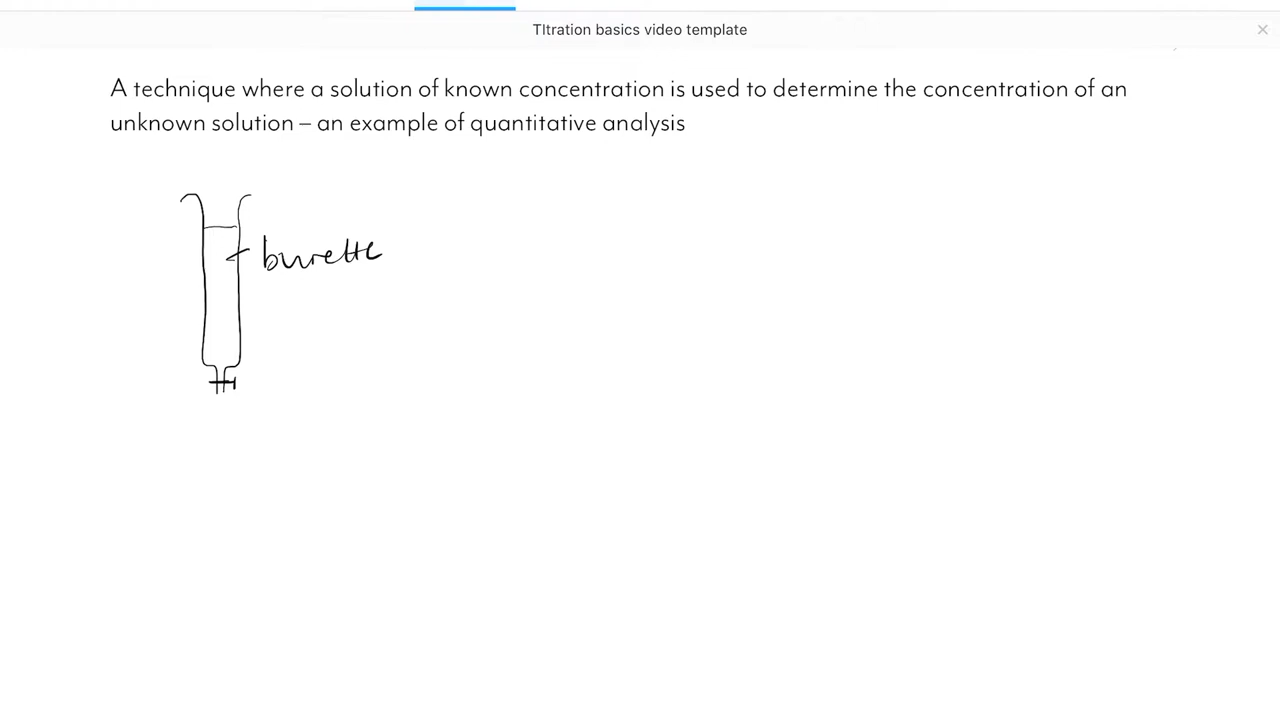 TItration basics video template
A technique where a solution of known concentration is used to determine the concentration of an
unknown solution – an example of quantitative analysis
burette